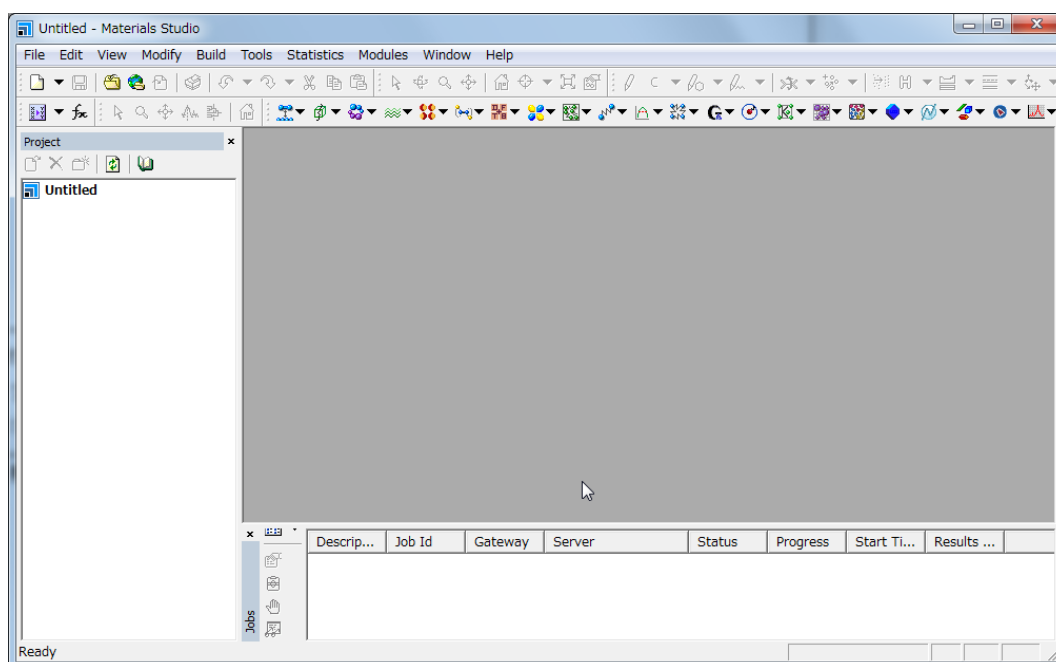 Untitled - Materials Studio
File Edit View Modify Build Tools Statistics Modules Window Help
Project
Untitled
Descrip... Job Id Gateway Server Status Progress Start Ti... Results ...
Jobs
Ready